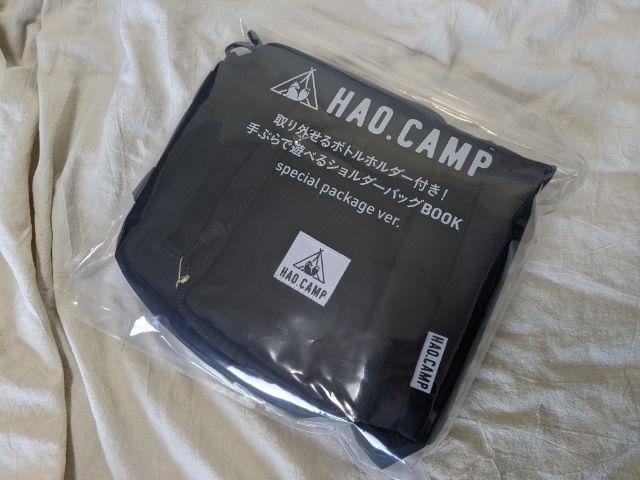 HAO.CAMP
取り外せるボトルホルダー付き!
手ぶらで遊べるショルダーバッグBOOK
special package ver.
HAO.CAMP
HAO.CAMP